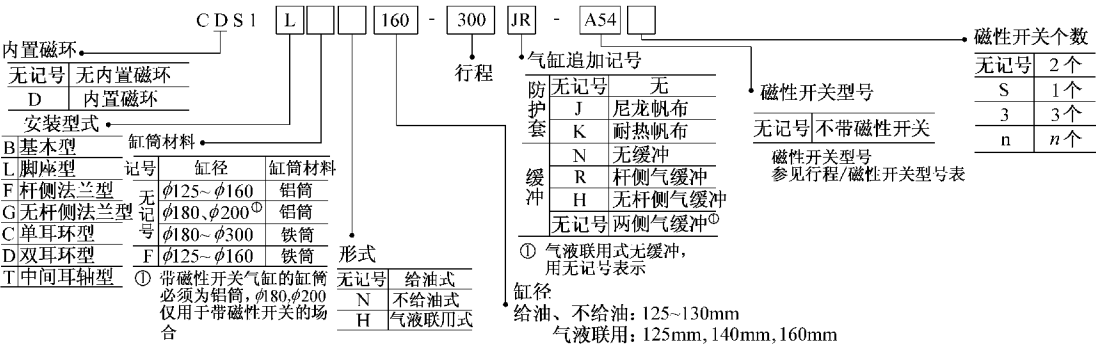 CDS1 L 160 - 300 JR - A54
内置磁环
无记号 无内置磁环
D 内置磁环
安装型式
B 基本型
L 脚座型
F 杆侧法兰型
G 无杆侧法兰型
C 单耳环型
D 双耳环型
T 中间耳轴型
缸筒材料
记号 缸径 缸筒材料
无记号 ϕ125~ϕ160 铝筒
ϕ180、ϕ200① 铝筒
ϕ180~ϕ300 铁筒
F ϕ125~ϕ160 铁筒
① 带磁性开关气缸的缸筒
必须为铝筒，ϕ180,ϕ200
仅用于带磁性开关的场
合
形式
无记号 给油式
N 不给油式
H 气液联用式
缸径
给油、不给油：125~130mm
气液联用：125mm, 140mm, 160mm
行程
气缸追加记号
防护套 无记号 无
J 尼龙帆布
K 耐热帆布
缓冲 N 无缓冲
R 杆侧气缓冲
H 无杆侧气缓冲
无记号 两侧气缓冲①
① 气液联用式无缓冲，
用无记号表示
磁性开关型号
无记号 不带磁性开关
磁性开关型号
参见行程/磁性开关型号表
磁性开关个数
无记号 2个
S 1个
3 3个
n n个